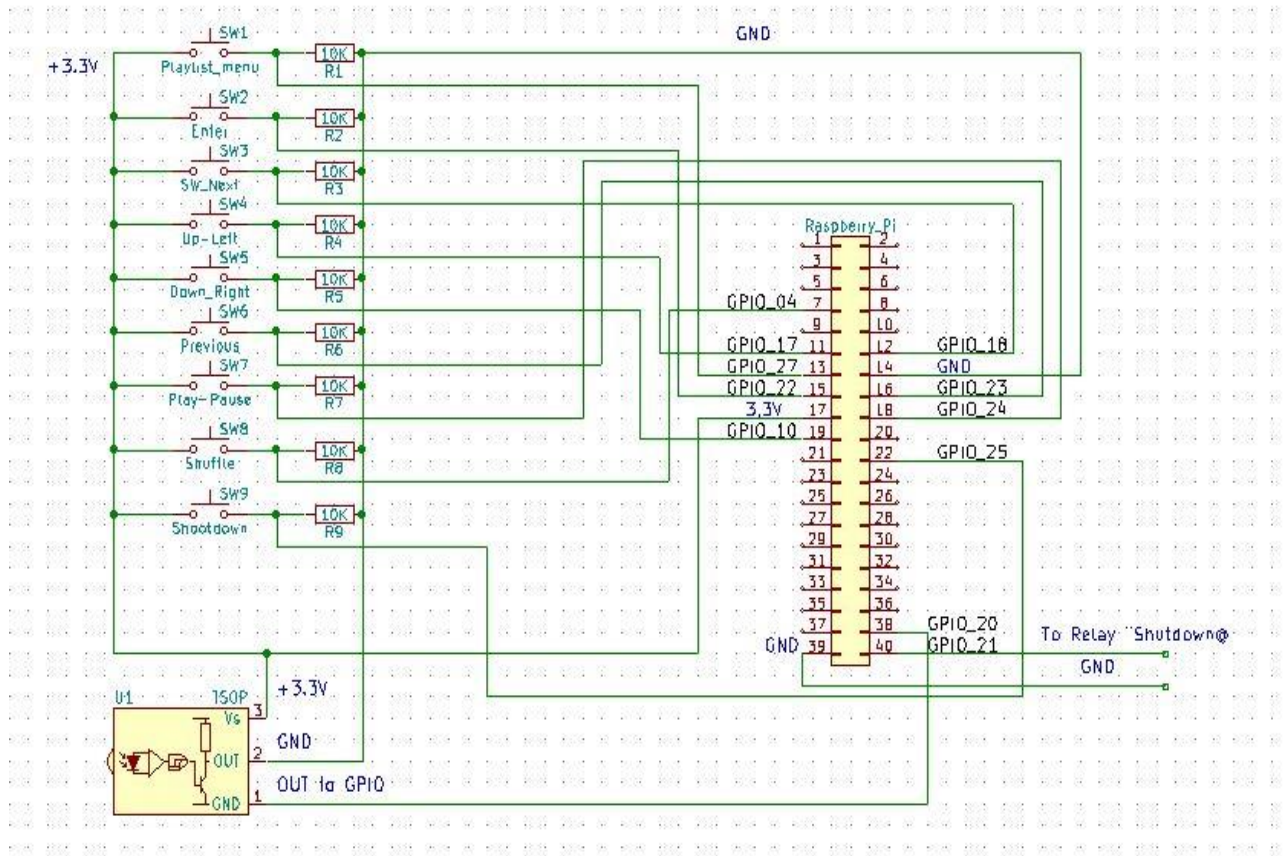 GND
+3.3V
SW1
Playlist_menu
10K
R1
SW2
Enter
10K
R2
SW3
SW_Next
10K
R3
SW4
Up-Left
10K
R4
SW5
Down_Right
10K
R5
SW6
Previous
10K
R6
SW7
Play-Pause
10K
R7
SW8
Shuffle
10K
R8
SW9
Shootdown
10K
R9
Raspberry_Pi
1 2
3 4
5 6
GPIO_04 7 8
9 10
GPIO_17 11 12 GPIO_18
GPIO_27 13 14 GND
GPIO_22 15 16 GPIO_23
3,3V 17 18 GPIO_24
GPIO_10 19 20
21 22 GPIO_25
23 24
25 26
27 28
29 30
31 32
33 34
35 36
37 38 GPIO_20
GND 39 40 GPIO_21
To Relay "Shutdown@
GND
U1 TSOP
+3.3V
Vs 3
GND
OUT 2
OUT to GPIO
GND 1